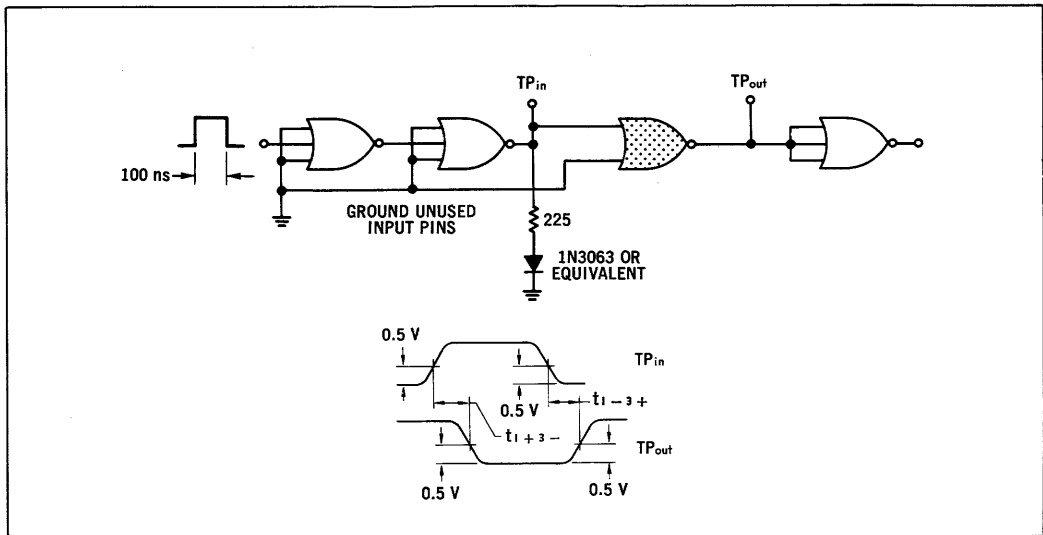 TPin
TPout
100 ns
GROUND UNUSED
INPUT PINS
225
1N3063 OR
EQUIVALENT
0.5 V
TPin
0.5 V
t1 - 3 +
t1 + 3 -
TPout
0.5 V
0.5 V